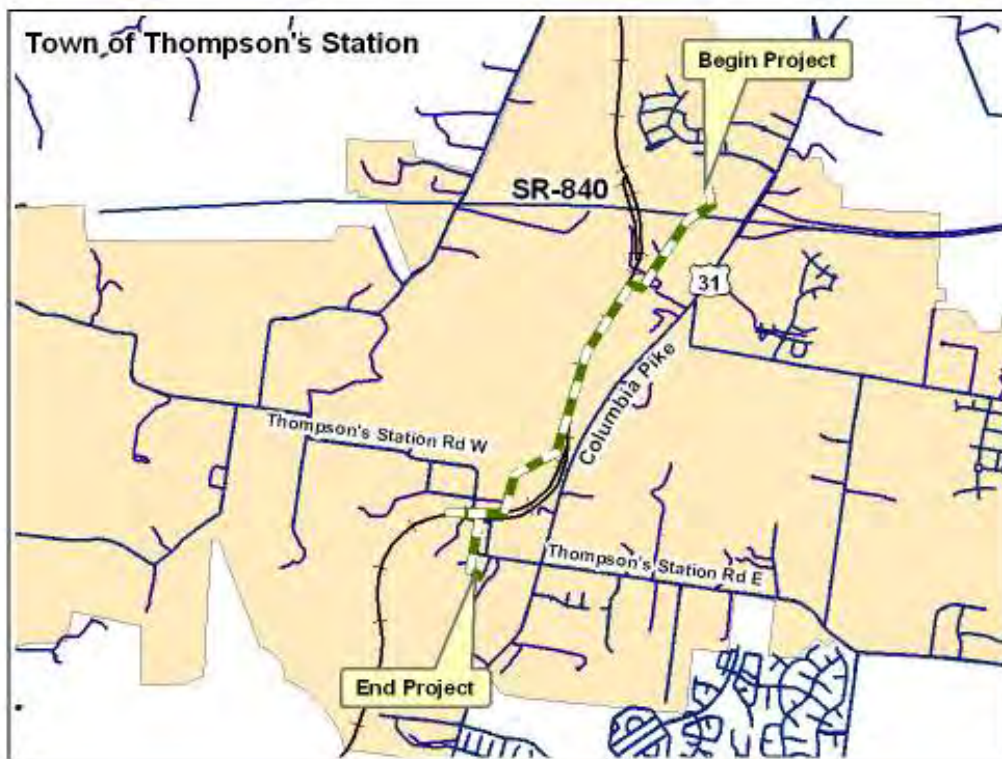 Town of Thompson's Station
Begin Project
SR-840
31
Columbia Pike
Thompson's Station Rd W
Thompson's Station Rd E
End Project